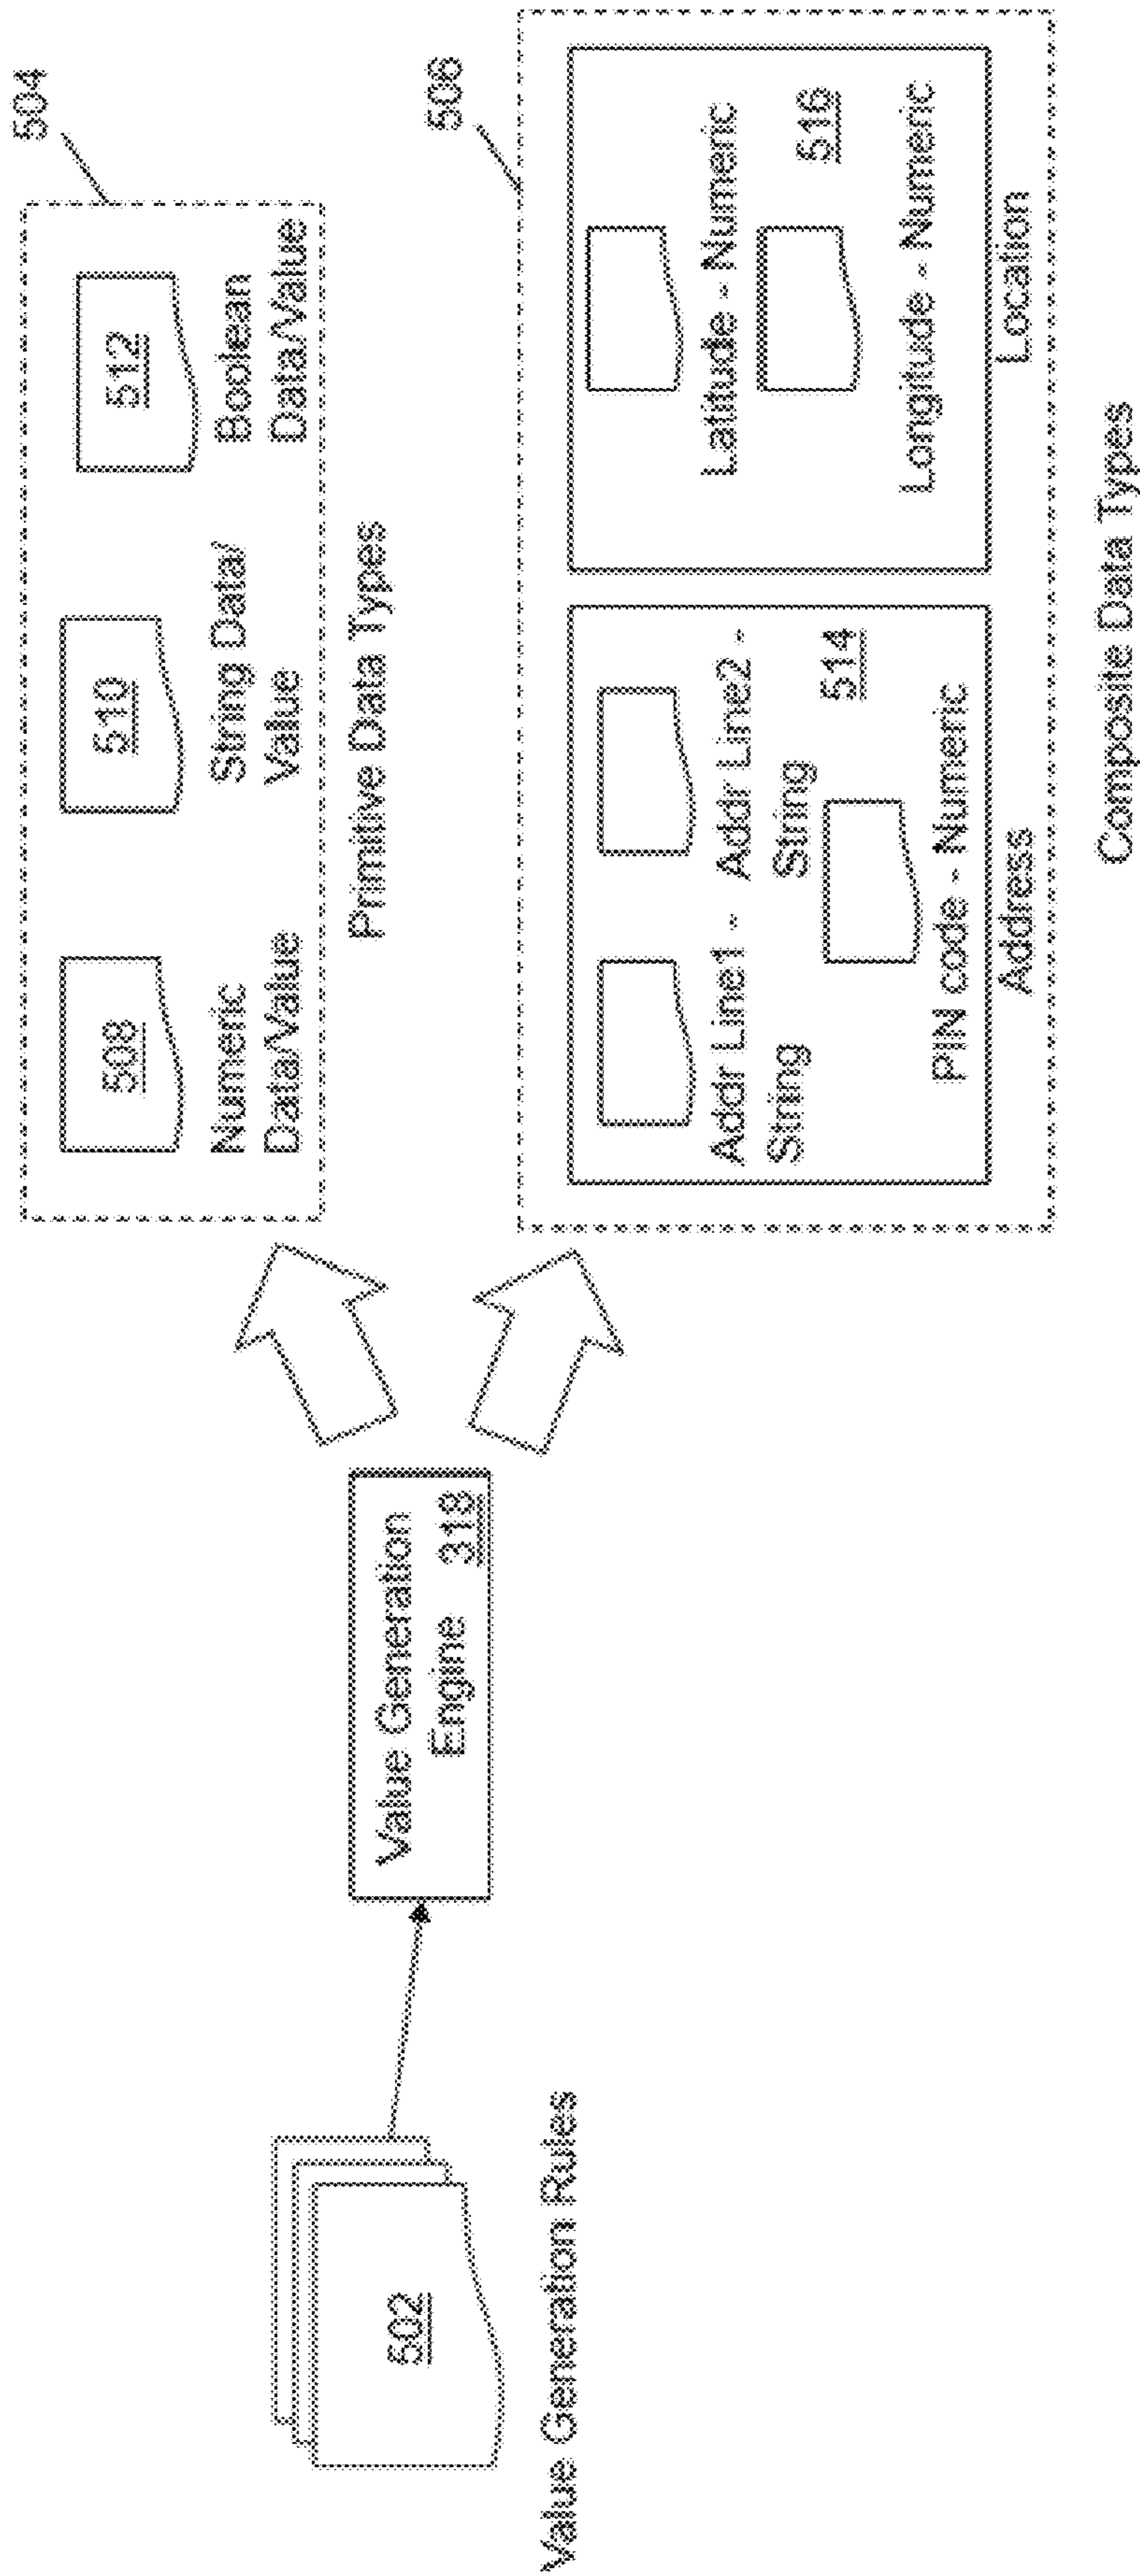 502
Value Generation Rules
Value Generation
Engine 318
504
508
Numeric
Data/Value
510
String Data/
Value
512
Boolean
Data/Value
Primitive Data Types
506
Addr Line1 -
String
Addr Line2 -
String
514
PIN code - Numeric
Address
Latitude - Numeric
516
Longitude - Numeric
Location
Composite Data Types